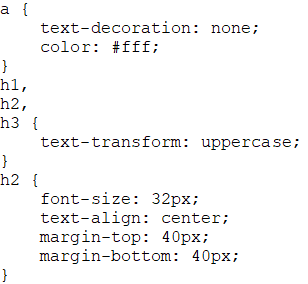 a {
    text-decoration: none;
    color: #fff;
}
h1,
h2,
h3 {
    text-transform: uppercase;
}
h2 {
    font-size: 32px;
    text-align: center;
    margin-top: 40px;
    margin-bottom: 40px;
}